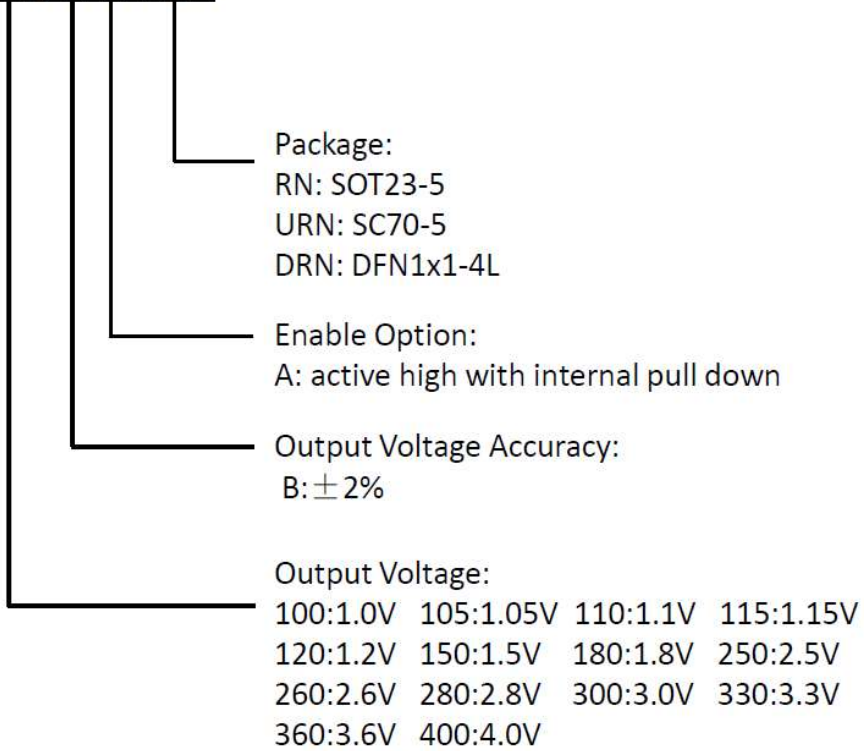 Package:
RN: SOT23-5
URN: SC70-5
DRN: DFN1x1-4L
Enable Option:
A: active high with internal pull down
Output Voltage Accuracy:
B:±2%
Output Voltage:
100:1.0V 105:1.05V 110:1.1V 115:1.15V
120:1.2V 150:1.5V 180:1.8V 250:2.5V
260:2.6V 280:2.8V 300:3.0V 330:3.3V
360:3.6V 400:4.0V